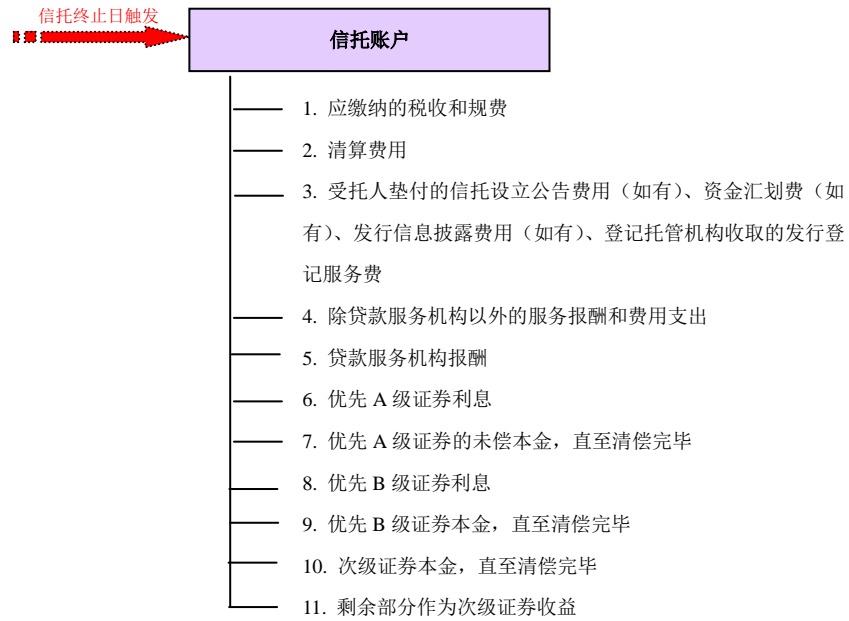 信托终止日触发
信托账户
1. 应缴纳的税收和规费
2. 清算费用
3. 受托人垫付的信托设立公告费用（如有）、资金汇划费（如
有）、发行信息披露费用（如有）、登记托管机构收取的发行登
记服务费
4. 除贷款服务机构以外的服务报酬和费用支出
5. 贷款服务机构报酬
6. 优先 A 级证券利息
7. 优先 A 级证券的未偿本金，直至清偿完毕
8. 优先 B 级证券利息
9. 优先 B 级证券本金，直至清偿完毕
10. 次级证券本金，直至清偿完毕
11. 剩余部分作为次级证券收益